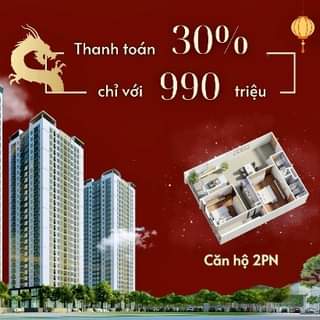 Thanh toán 30%
chỉ với 990 triệu
Căn hộ 2PN